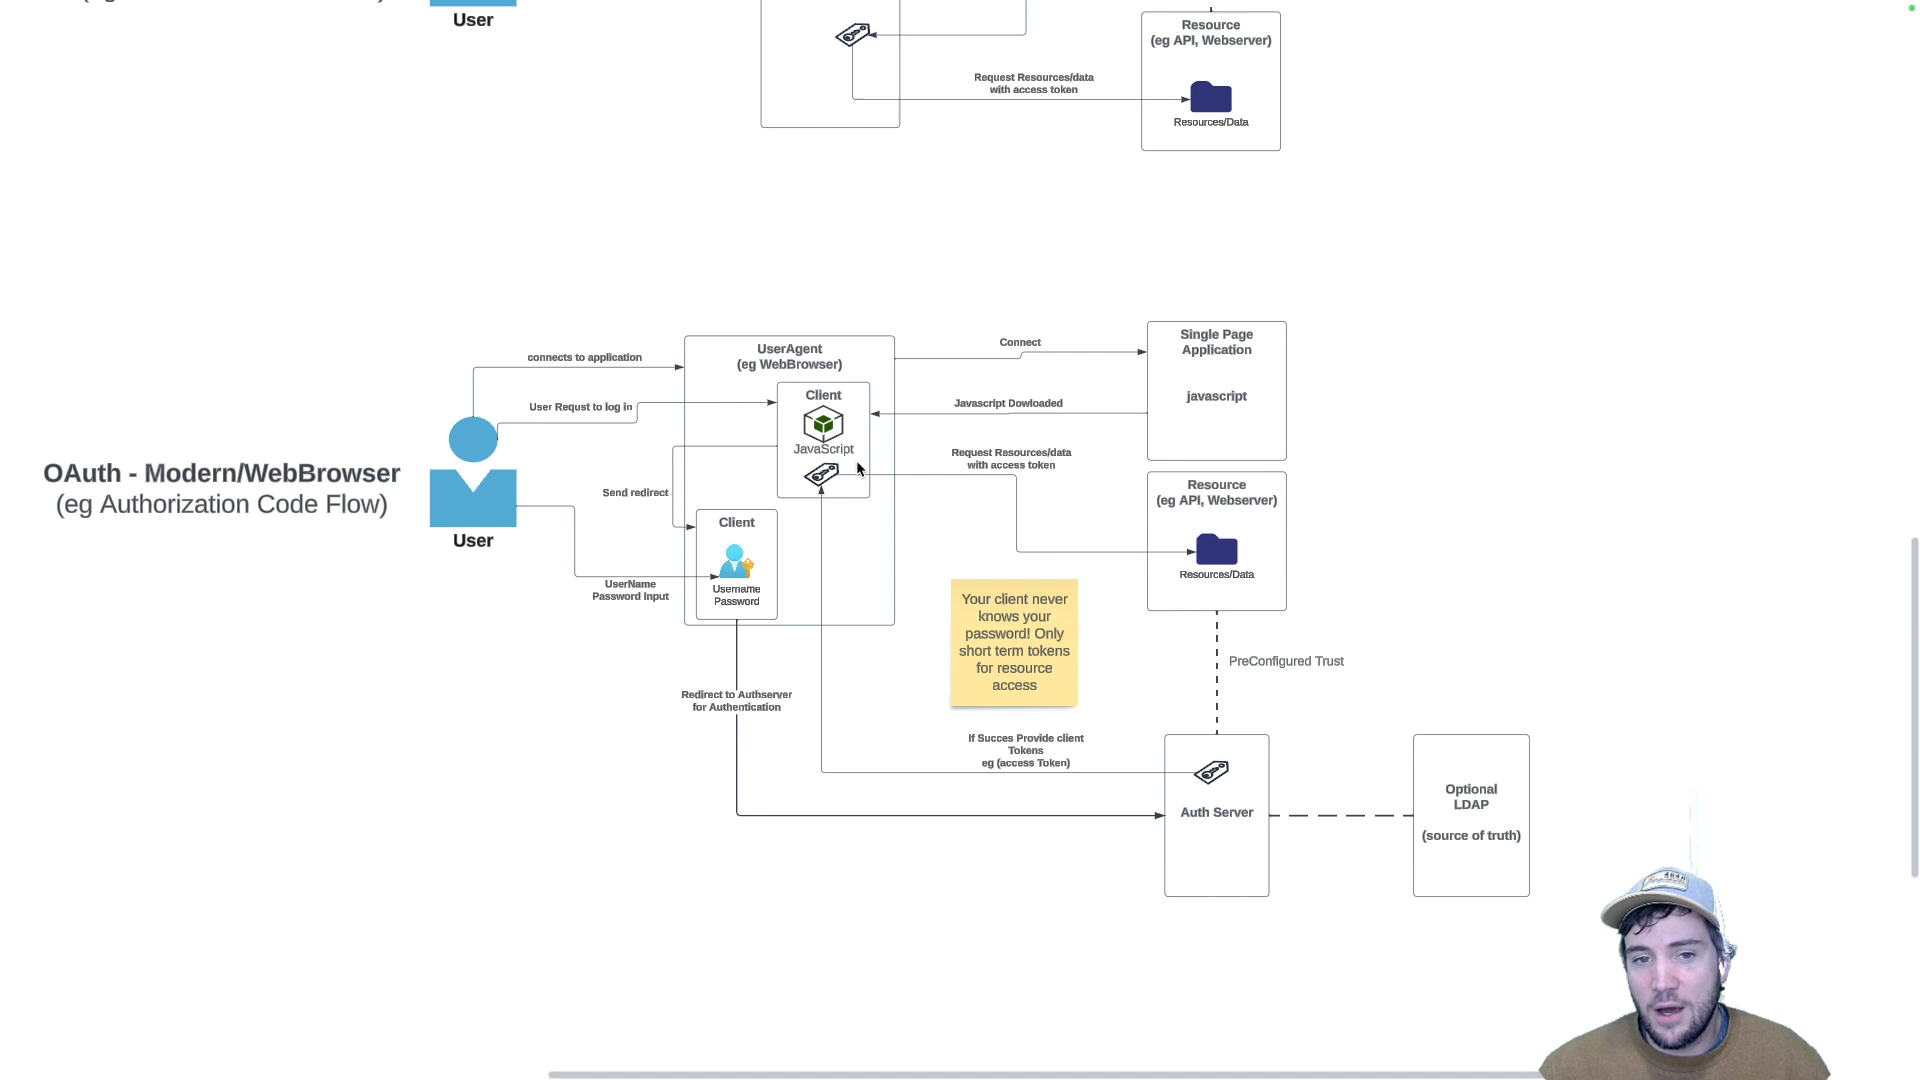 User
Resource
(eg API, Webserver)
Request Resources/data
with access token
Resources/Data
OAuth - Modern/WebBrowser
(eg Authorization Code Flow)
User
connects to application
User Requst to log in
Send redirect
UserName
Password Input
UserAgent
(eg WebBrowser)
Client
JavaScript
Client
Username
Password
Connect
Javascript Dowloaded
Request Resources/data
with access token
Single Page
Application
javascript
Resource
(eg API, Webserver)
Resources/Data
Your client never
knows your
password! Only
short term tokens
for resource
access
PreConfigured Trust
Redirect to Authserver
for Authentication
If Succes Provide client
Tokens
eg (access Token)
Auth Server
Optional
LDAP
(source of truth)